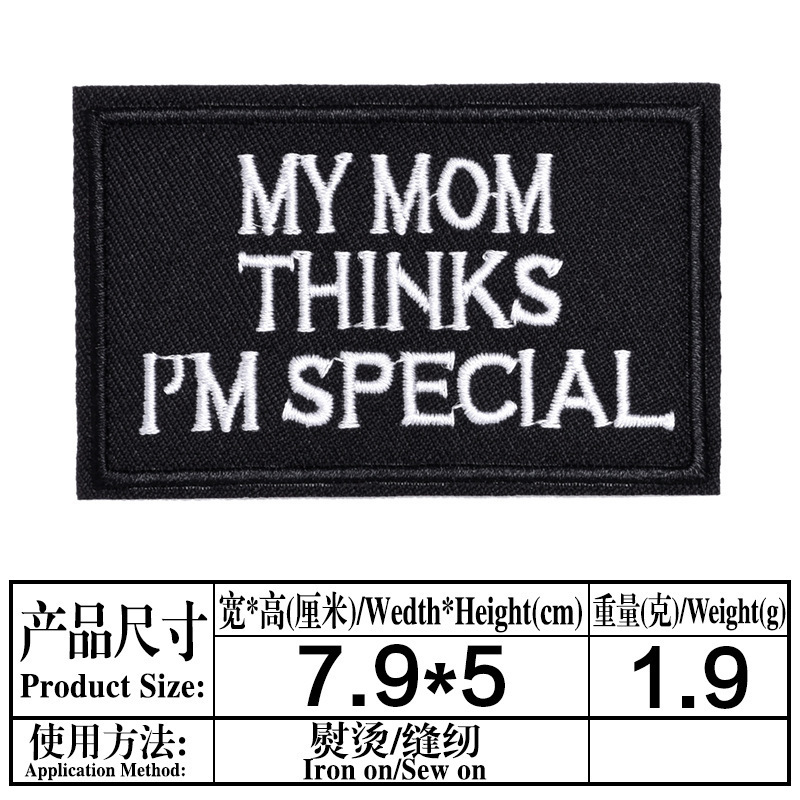 MY MOM
THINKS
I'M SPECIAL
产品尺寸
Product Size:
宽*高(厘米)/Wedth*Height(cm)
7.9*5
重量(克)/Weight(g)
1.9
使用方法:
Application Method:
熨烫/缝纫
Iron on/Sew on